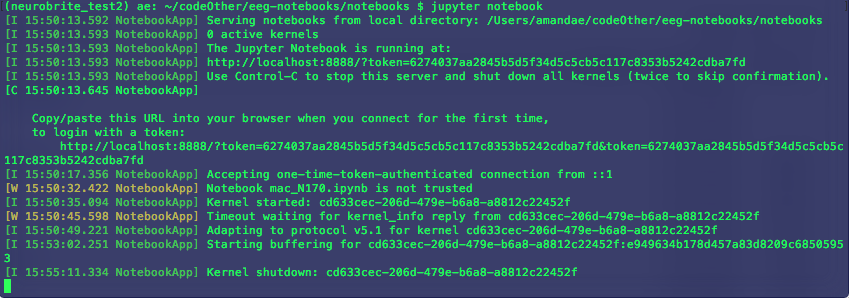 (neurobrite_test2) ae: ~/codeOther/eeg-notebooks/notebooks $ jupyter notebook
[I 15:50:13.592 NotebookApp] Serving notebooks from local directory: /Users/amandae/codeOther/eeg-notebooks/notebooks
[I 15:50:13.593 NotebookApp] 0 active kernels
[I 15:50:13.593 NotebookApp] The Jupyter Notebook is running at:
[I 15:50:13.593 NotebookApp] http://localhost:8888/?token=6274037aa2845b5d5f34d5c5cb5c117c8353b5242cdba7fd
[I 15:50:13.593 NotebookApp] Use Control-C to stop this server and shut down all kernels (twice to skip confirmation).
[C 15:50:13.645 NotebookApp]
Copy/paste this URL into your browser when you connect for the first time,
to login with a token:
http://localhost:8888/?token=6274037aa2845b5d5f34d5c5cb5c117c8353b5242cdba7fd&token=6274037aa2845b5d5f34d5c5cb5c
117c8353b5242cdba7fd
[I 15:50:17.356 NotebookApp] Accepting one-time-token-authenticated connection from ::1
[W 15:50:32.422 NotebookApp] Notebook mac_N170.ipynb is not trusted
[I 15:50:35.094 NotebookApp] Kernel started: cd633cec-206d-479e-b6a8-a8812c22452f
[W 15:50:45.598 NotebookApp] Timeout waiting for kernel_info reply from cd633cec-206d-479e-b6a8-a8812c22452f
[I 15:50:49.221 NotebookApp] Adapting to protocol v5.1 for kernel cd633cec-206d-479e-b6a8-a8812c22452f
[I 15:53:02.251 NotebookApp] Starting buffering for cd633cec-206d-479e-b6a8-a8812c22452f:e949634b178d457a83d8209c6850595
3
[I 15:55:11.334 NotebookApp] Kernel shutdown: cd633cec-206d-479e-b6a8-a8812c22452f